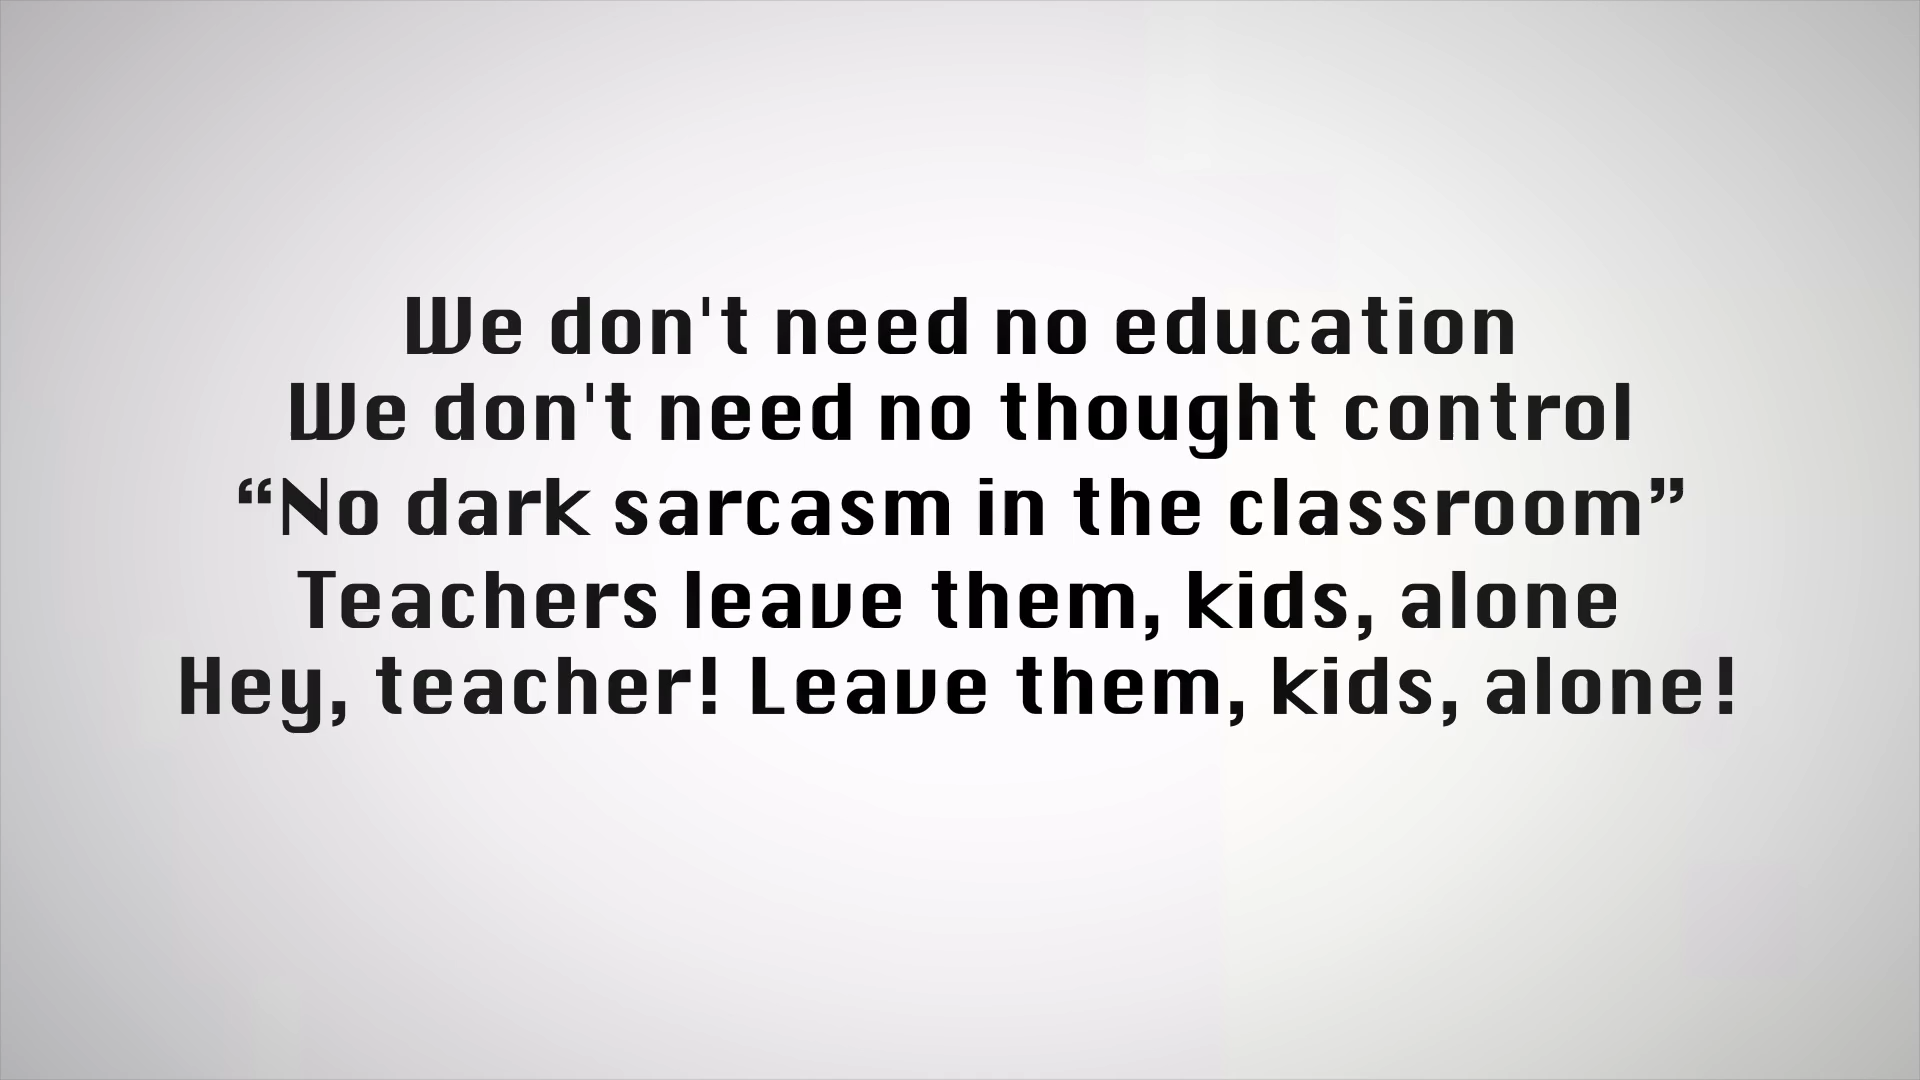 We don't need no education
We don't need no thought control
“No dark sarcasm in the classroom”
Teachers leave them, kids, alone
Hey, teacher! Leave them, kids, alone!